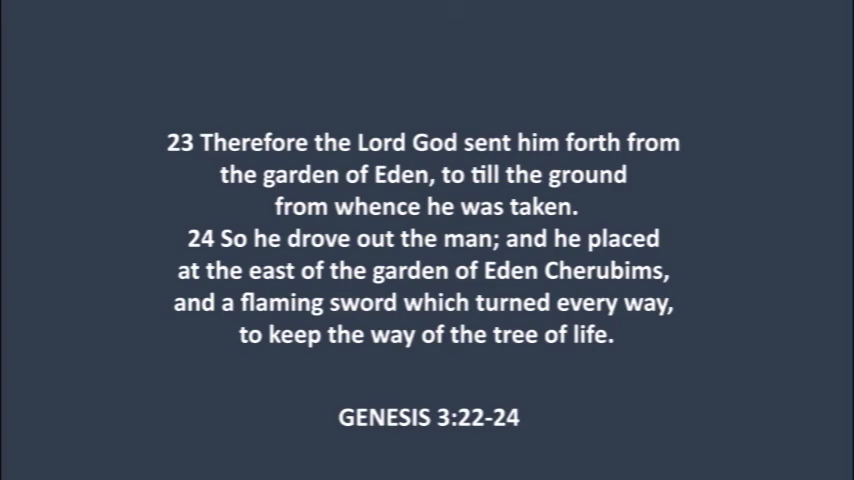 23 Therefore the Lord God sent him forth from
the garden of Eden, to till the ground
from whence he was taken.
24 So he drove out the man; and he placed
at the east of the garden of Eden Cherubims,
and a flaming sword which turned every way,
to keep the way of the tree of life.
GENESIS 3:22-24